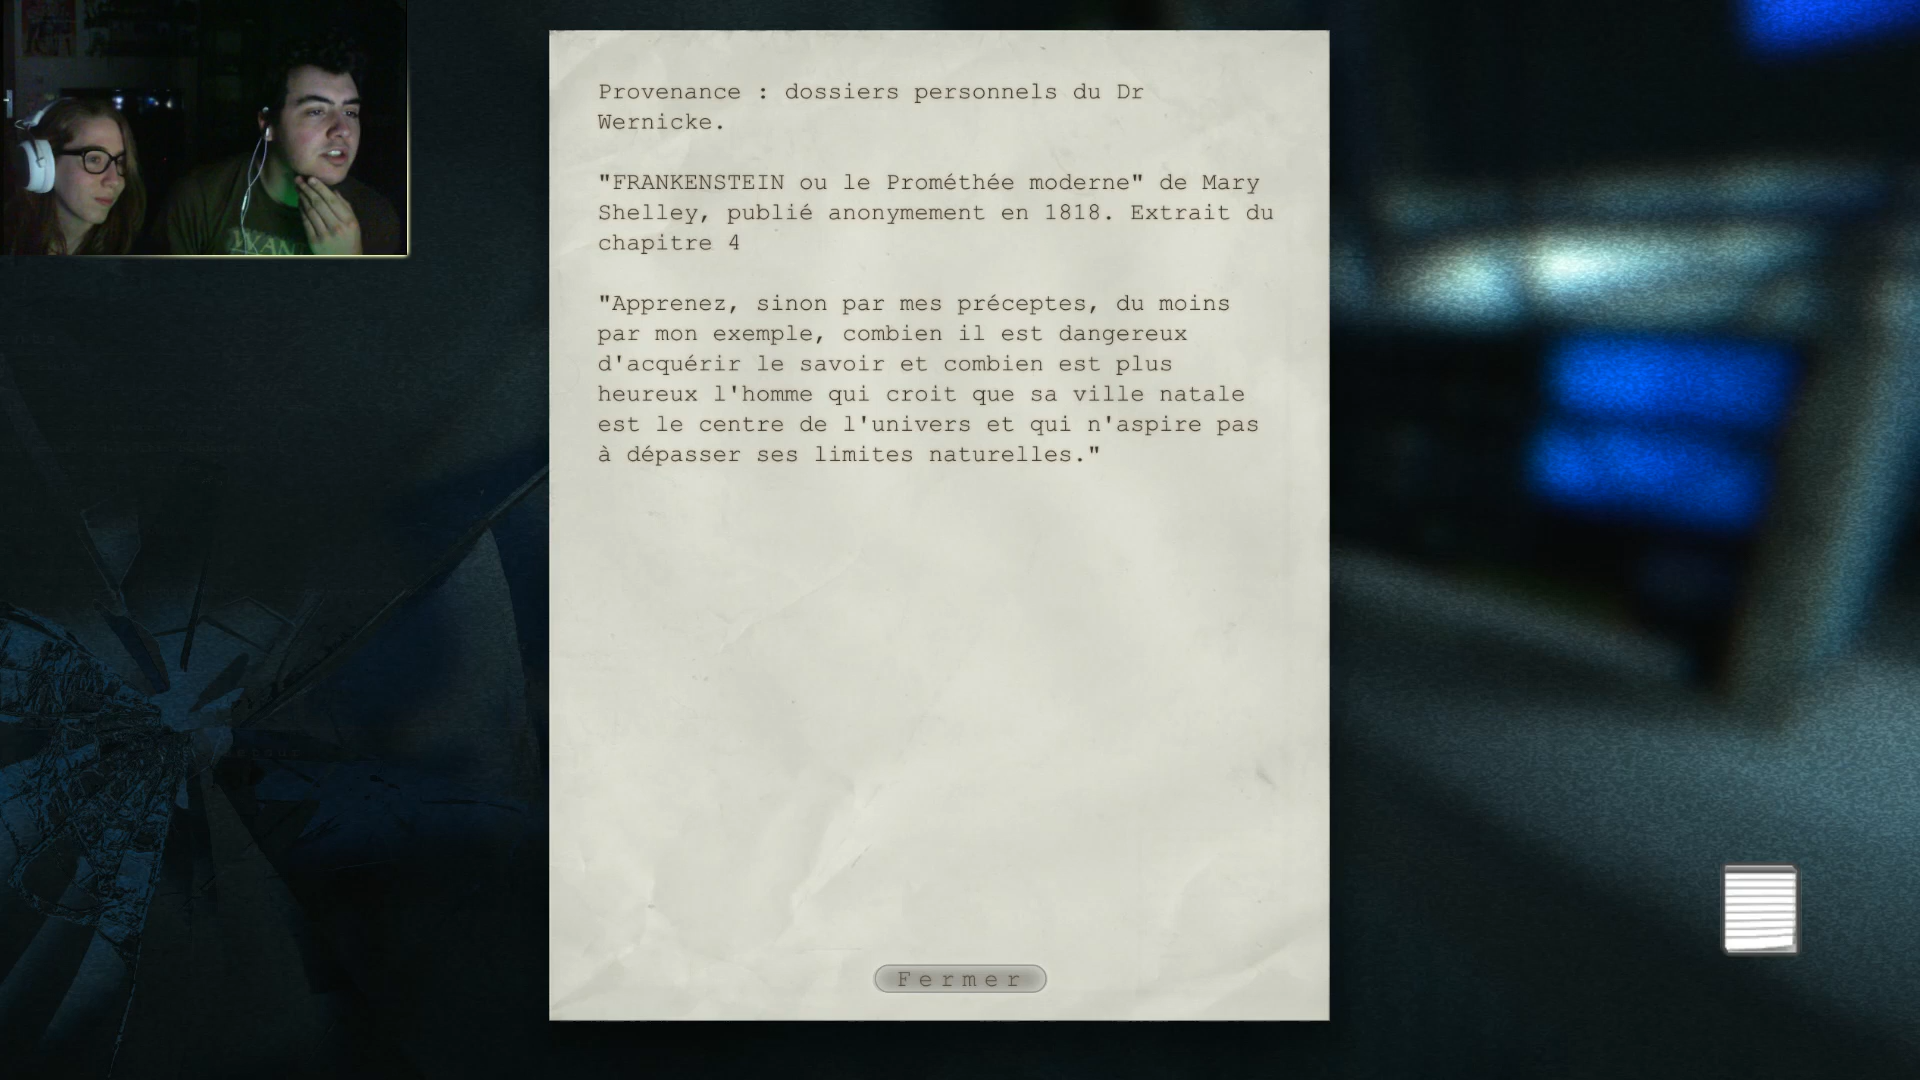 Provenance : dossiers personnels du Dr
Wernicke.
"FRANKENSTEIN ou le Prométhée moderne" de Mary
Shelley, publié anonymement en 1818. Extrait du
chapitre 4
"Apprenez, sinon par mes préceptes, du moins
par mon exemple, combien il est dangereux
d'acquérir le savoir et combien est plus
heureux l'homme qui croit que sa ville natale
est le centre de l'univers et qui n'aspire pas
à dépasser ses limites naturelles."
Fermer